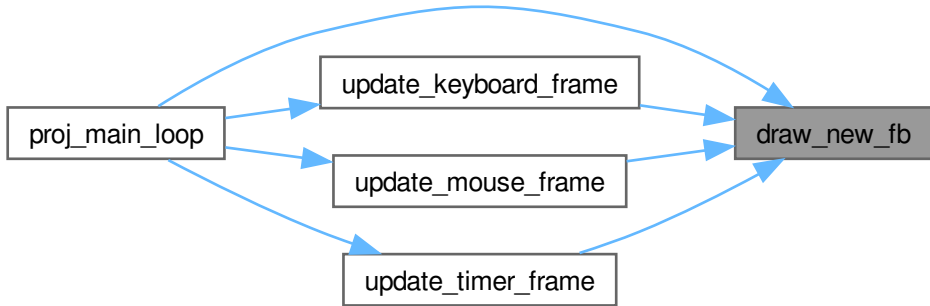 update_keyboard_frame
proj_main_loop
draw_new_fb
update_mouse_frame
update_timer_frame